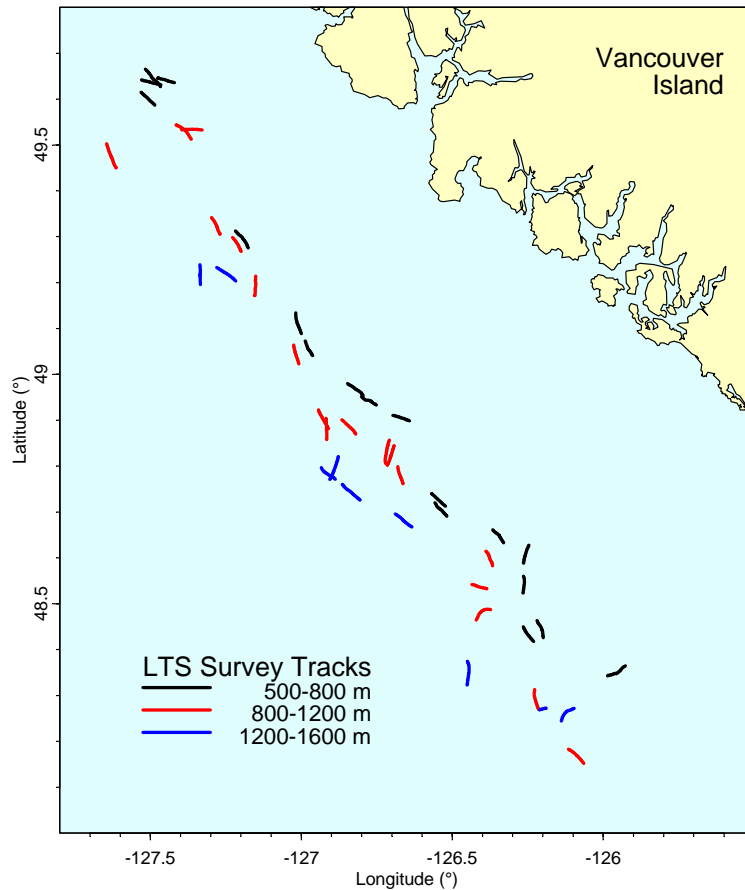 Vancouver
Island
49.5
49
48.5
Latitude (°)
LTS Survey Tracks
500-800 m
800-1200 m
1200-1600 m
-127.5
-127
-126.5
-126
Longitude (°)